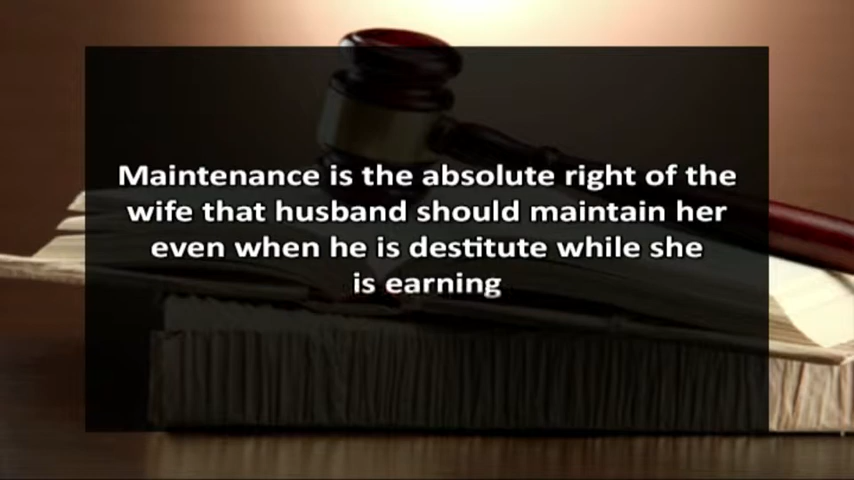 Maintenance is the absolute right of the
wife that husband should maintain her
even when he is destitute while she
is earning